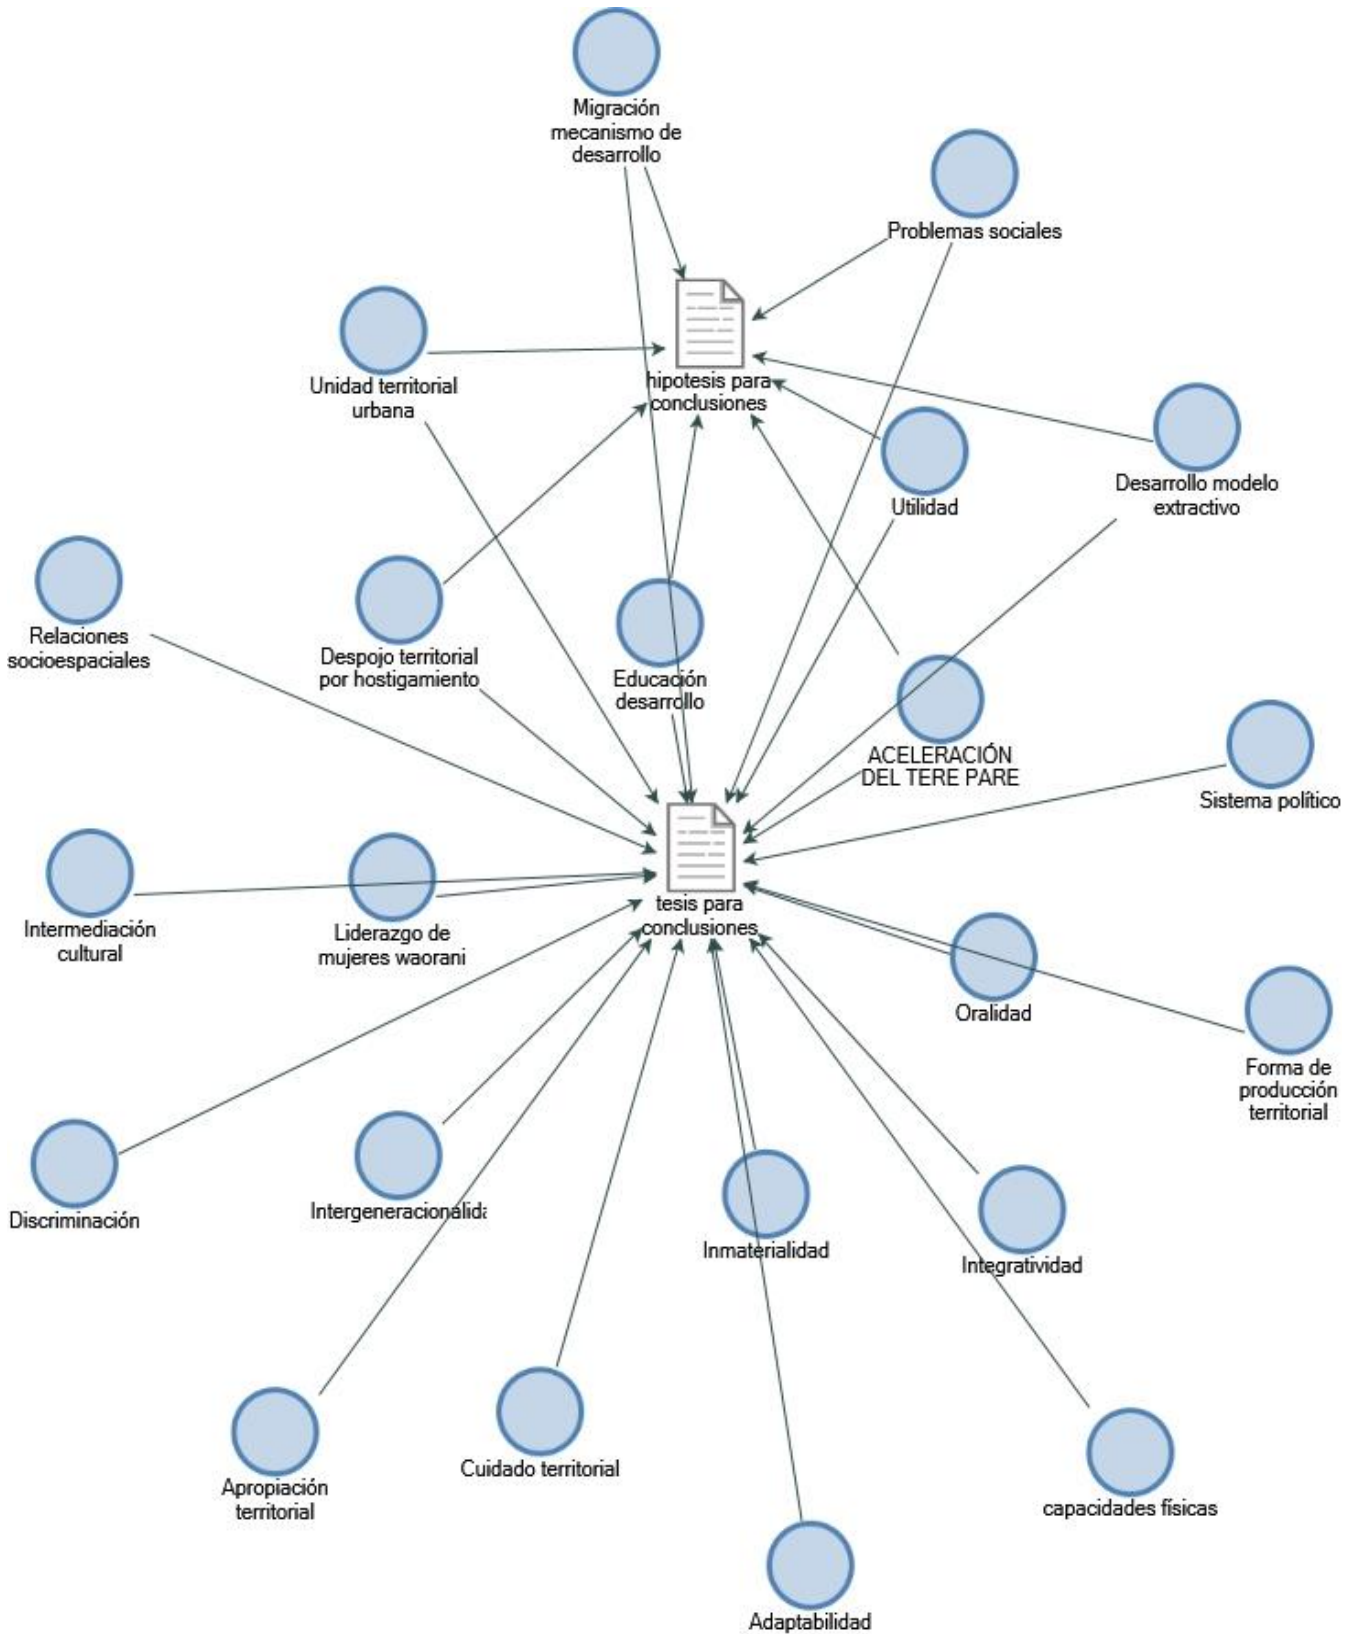 Migración
mecanismo de
desarrollo
Problemas sociales
Unidad territorial
urbana
hipotesis para
conclusiones
Utilidad
Desarrollo modelo
extractivo
Relaciones
socioespaciales
Despojo territorial
por hostigamiento
Educación
desarrollo
ACELERACIÓN
DEL TERE PARE
Sistema político
Intermediación
cultural
Liderazgo de
mujeres waorani
tesis para
conclusiones
Oralidad
Forma de
producción
territorial
Discriminación
Intergeneracionalida
Inmaterialidad
Integratividad
Apropiación
territorial
Cuidado territorial
capacidades físicas
Adaptabilidad